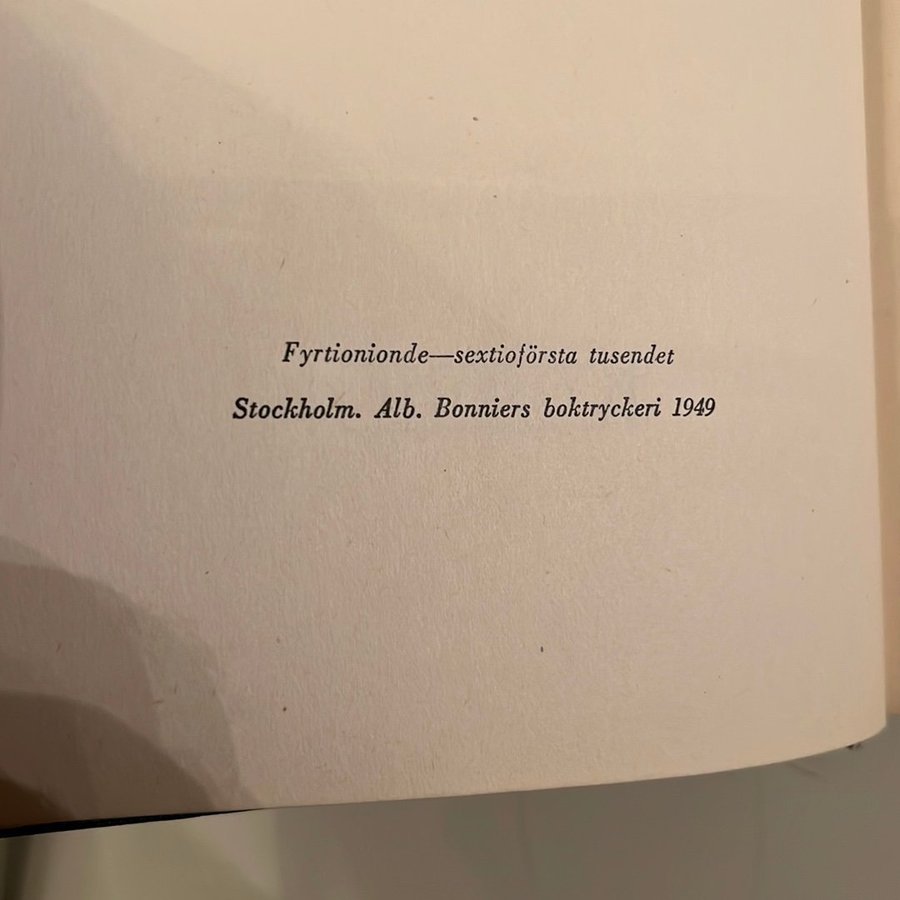 Fyrtionionde—sextioförsta tusendet
Stockholm. Alb. Bonniers boktryckeri 1949